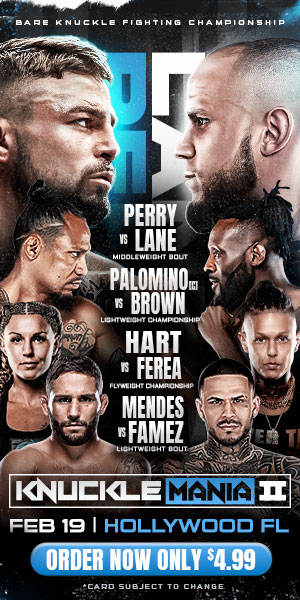 BARE KNUCKLE FIGHTING CHAMPIONSHIP
PERRY
VS LANE
MIDDLEWEIGHT BOUT
PALOMINO(C)
VS BROWN
LIGHTWEIGHT CHAMPIONSHIP
HART
VS FEREA
FLYWEIGHT CHAMPIONSHIP
MENDES
VS FAMEZ
LIGHTWEIGHT BOUT
KNUCKLE MANIA II
FEB 19 | HOLLYWOOD FL
ORDER NOW ONLY $4.99
*CARD SUBJECT TO CHANGE